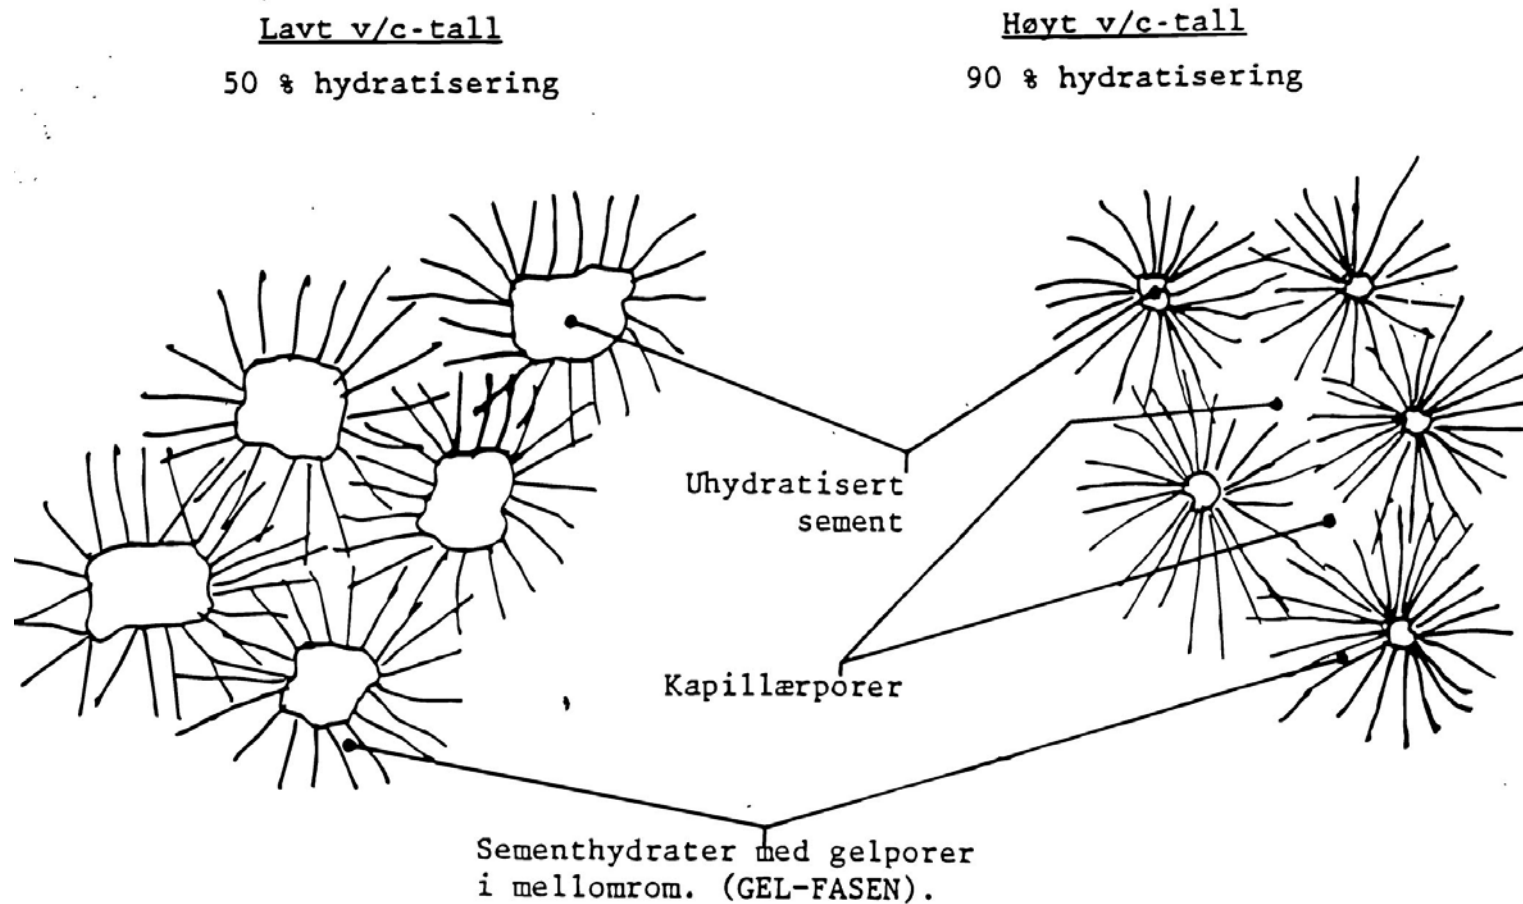 Lavt v/c-tall
50 % hydratisering
Høyt v/c-tall
90 % hydratisering
Uhydratisert
sement
Kapillærporer
Sementhydrater med gelporer
i mellomrom. (GEL-FASEN).